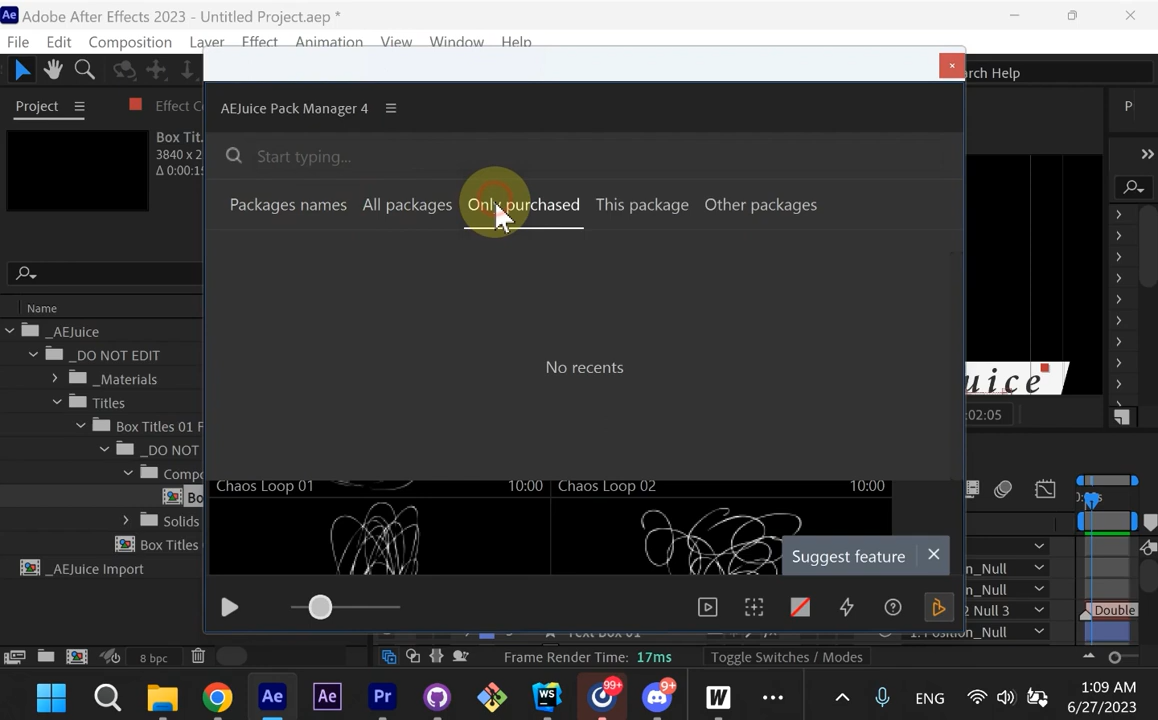 Adobe After Effects 2023 - Untitled Project.aep *
File Edit Composition Layer Effect Animation View Window Help
Search Help
Project
Effect C
Box Tit.
3840 x 2
Δ 0:00:15
AEJuice Pack Manager 4
Start typing...
Packages names All packages Only purchased This package Other packages
No recents
Name
_AEJuice
_DO NOT EDIT
_Materials
Titles
Box Titles 01 F
_DO NOT
Compo
Bo
Solids
Box Titles
_AEJuice Import
Chaos Loop 01 10:00 Chaos Loop 02 10:00
Suggest feature
P
uice
:02:05
n_Null
n_Null
2 Null 3
Double
Text Box 01
1.Position_Null
8 bpc
Frame Render Time: 17ms Toggle Switches / Modes
Ae Ae Pr WS 99+ 9+ W
ENG
1:09 AM
6/27/2023